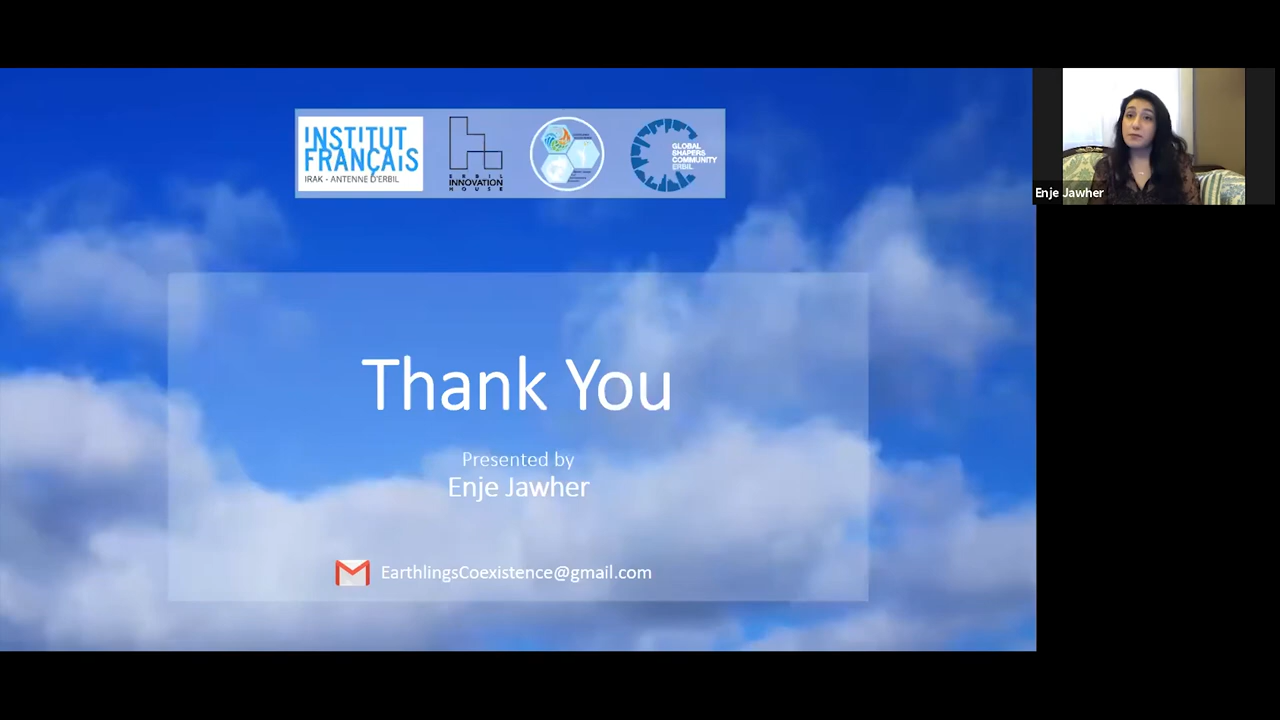 INSTITUT
FRANÇAIS
IRAK - ANTENNE D'ERBIL
ERBIL
INNOVATION
HOUSE
GLOBAL
SHAPERS
COMMUNITY
ERBIL
Enje Jawher
Thank You
Presented by
Enje Jawher
EarthlingsCoexistence@gmail.com